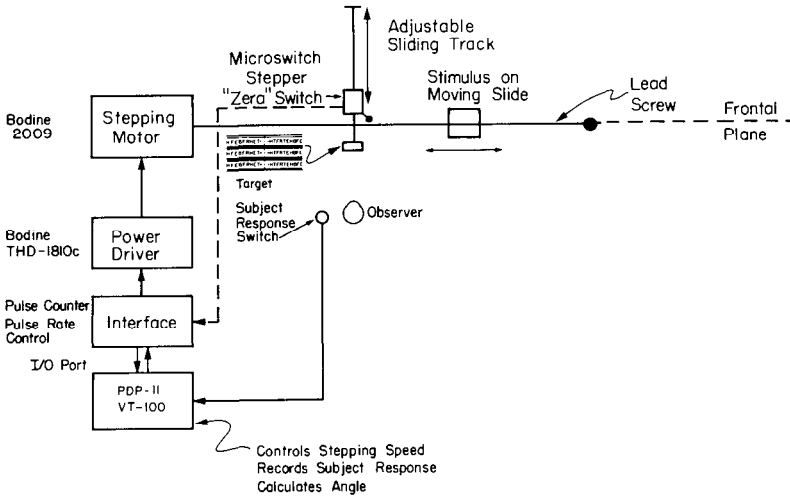 Adjustable
Sliding Track
Microswitch
Stepper
"Zera" Switch
Stimulus on
Moving Slide
Lead
Screw
Frontal
Plane
Bodine
2009
Stepping
Motor
Target
Subject
Response
Switch
Observer
Bodine
THD-1810c
Power
Driver
Pulse Counter
Pulse Rate
Control
Interface
I/O Port
PDP-11
VT-100
Controls Stepping Speed
Records Subject Response
Calculates Angle